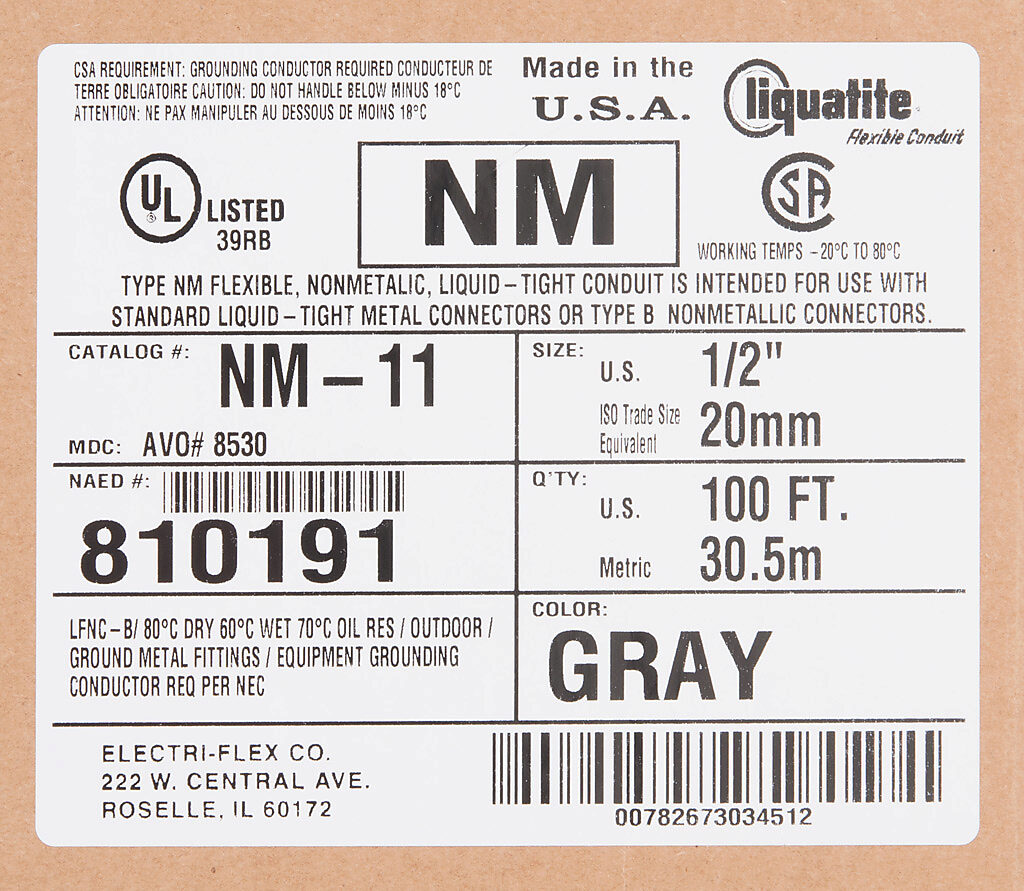 CSA REQUIREMENT: GROUNDING CONDUCTOR REQUIRED CONDUCTEUR DE
TERRE OBLIGATOIRE CAUTION: DO NOT HANDLE BELOW MINUS 18°C
ATTENTION: NE PAX MANIPULER AU DESSOUS DE MOINS 18°C
Made in the
U.S.A.
liquatite
Flexible Conduit
UL
LISTED
39RB
NM
CSA
WORKING TEMPS -20°C TO 80°C
TYPE NM FLEXIBLE, NONMETALIC, LIQUID-TIGHT CONDUIT IS INTENDED FOR USE WITH
STANDARD LIQUID-TIGHT METAL CONNECTORS OR TYPE B NONMETALLIC CONNECTORS.
CATALOG #: NM-11
MDC: AVO# 8530
SIZE:
U.S. 1/2"
ISO Trade Size
Equivalent 20mm
NAED #:
810191
Q'TY:
U.S. 100 FT.
Metric 30.5m
LFNC-B/ 80°C DRY 60°C WET 70°C OIL RES / OUTDOOR /
GROUND METAL FITTINGS / EQUIPMENT GROUNDING
CONDUCTOR REQ PER NEC
COLOR:
GRAY
ELECTRI-FLEX CO.
222 W. CENTRAL AVE.
ROSELLE, IL 60172
00782673034512